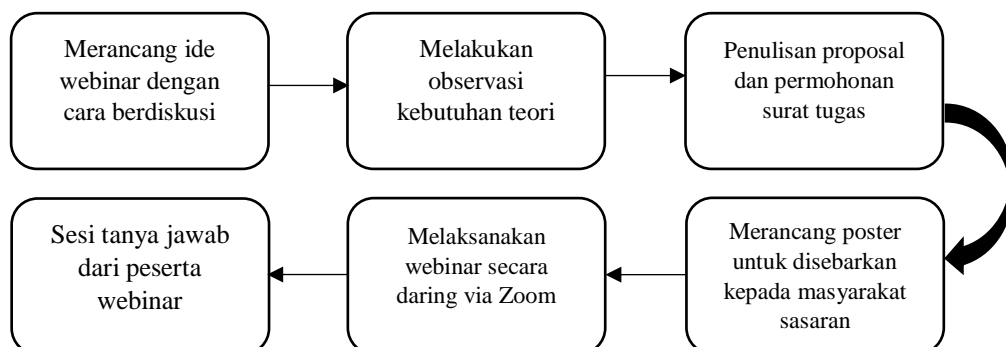 Merancang ide
webinar dengan
cara berdiskusi
Melakukan
observasi
kebutuhan teori
Penulisan proposal
dan permohonan
surat tugas
Merancang poster
untuk disebarkan
kepada masyarakat
sasaran
Melaksanakan
webinar secara
daring via Zoom
Sesi tanya jawab
dari peserta
webinar